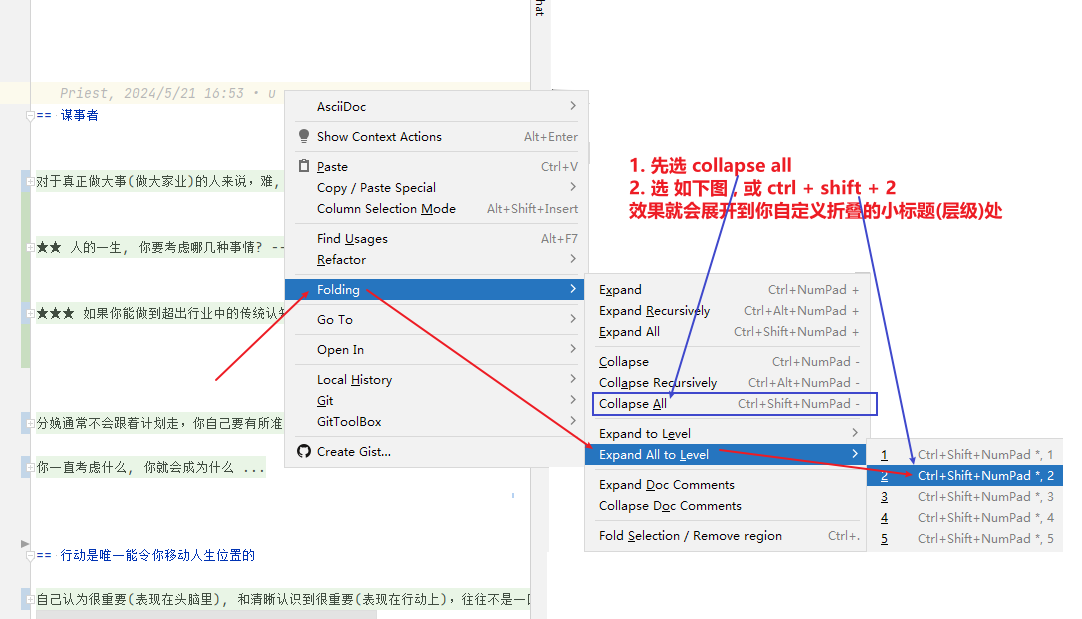 hat
Priest, 2024/5/21 16:53 · u
== 谋事者
对于真正做大事(做大家业)的人来说，难,
★★ 人的一生, 你要考虑哪几种事情? --
★★★ 如果你能做到超出行业中的传统认知
分娩通常不会跟着计划走，你自己要有所准
你一直考虑什么, 你就会成为什么 ...
== 行动是唯一能令你移动人生位置的
自己认为很重要(表现在头脑里), 和清晰认识到很重要(表现在行动上)，往往不是一回
AsciiDoc
Show Context Actions Alt+Enter
Paste Ctrl+V
Copy / Paste Special
Column Selection Mode Alt+Shift+Insert
Find Usages Alt+F7
Refactor
Folding
Go To
Open In
Local History
Git
GitToolBox
Create Gist...
1. 先选 collapse all
2. 选 如下图 , 或 ctrl + shift + 2
效果就会展开到你自定义折叠的小标题(层级)处
Expand Ctrl+NumPad +
Expand Recursively Ctrl+Alt+NumPad +
Expand All Ctrl+Shift+NumPad +
Collapse Ctrl+NumPad -
Collapse Recursively Ctrl+Alt+NumPad -
Collapse All Ctrl+Shift+NumPad -
Expand to Level
Expand All to Level
Expand Doc Comments
Collapse Doc Comments
Fold Selection / Remove region Ctrl+.
1 Ctrl+Shift+NumPad *, 1
2 Ctrl+Shift+NumPad *, 2
3 Ctrl+Shift+NumPad *, 3
4 Ctrl+Shift+NumPad *, 4
5 Ctrl+Shift+NumPad *, 5